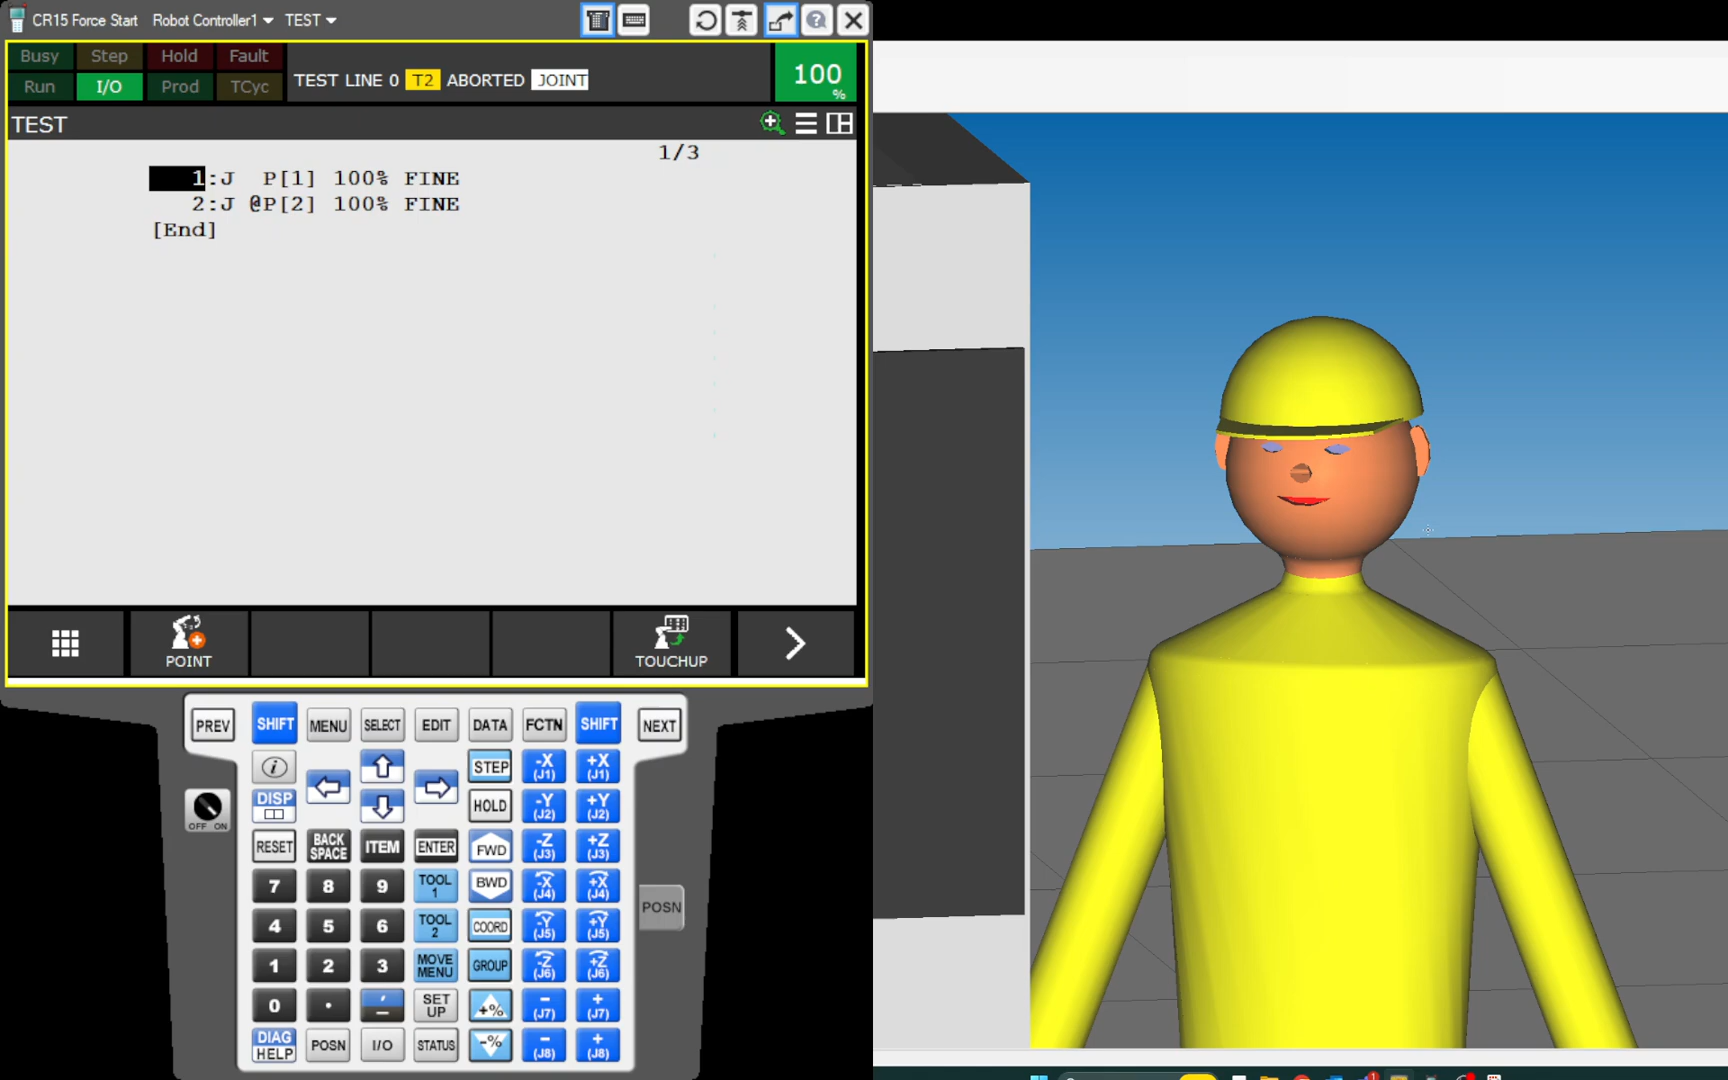 CR15 Force Start Robot Controller1 TEST
Busy Step Hold Fault
Run I/O Prod TCyc
TEST LINE 0 T2 ABORTED JOINT
100 %
TEST
1/3
1:J P[1] 100% FINE
2:J @P[2] 100% FINE
[End]
POINT
TOUCHUP
PREV SHIFT MENU SELECT EDIT DATA FCTN SHIFT NEXT
i STEP -X (J1) +X (J1)
OFF ON DISP HOLD -Y (J2) +Y (J2)
RESET BACK SPACE ITEM ENTER FWD -Z (J3) +Z (J3)
7 8 9 TOOL 1 BWD -X (J4) +X (J4)
4 5 6 TOOL 2 COORD -Y (J5) +Y (J5)
POSN
1 2 3 MOVE MENU GROUP -Z (J6) +Z (J6)
0 . , - SET UP +% - (J7) + (J7)
DIAG HELP POSN I/O STATUS -% - (J8) + (J8)